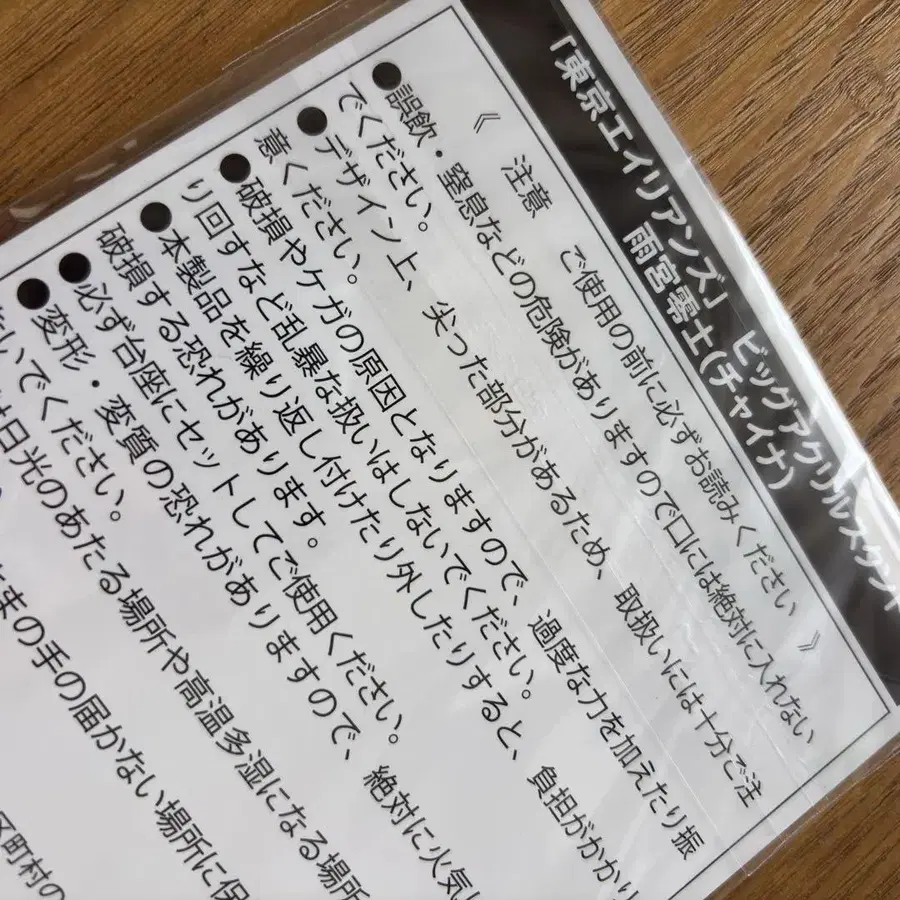 「東京エイリアンズ」 ビッグアクリルスタンド
雨宮零士(チャイナ)
《 注意 ご使用の前に必ずお読みください 》
●誤飲・窒息などの危険がありますので口には絶対に入れない
でください。
●デザイン上、尖った部分があるため、取扱いには十分ご注
意ください。
●破損やケガの原因となりますので、過度な力を加えたり振
り回すなど乱暴な扱いはしないでください。
●本製品を繰り返し付けたり外したりすると、負担がかかり
破損する恐れがあります。
●必ず台座にセットしてご使用ください。
●変形・変質の恐れがありますので、絶対に火気
いでください。
日光のあたる場所や高温多湿になる場所
まの手の届かない場所に保
区町村の